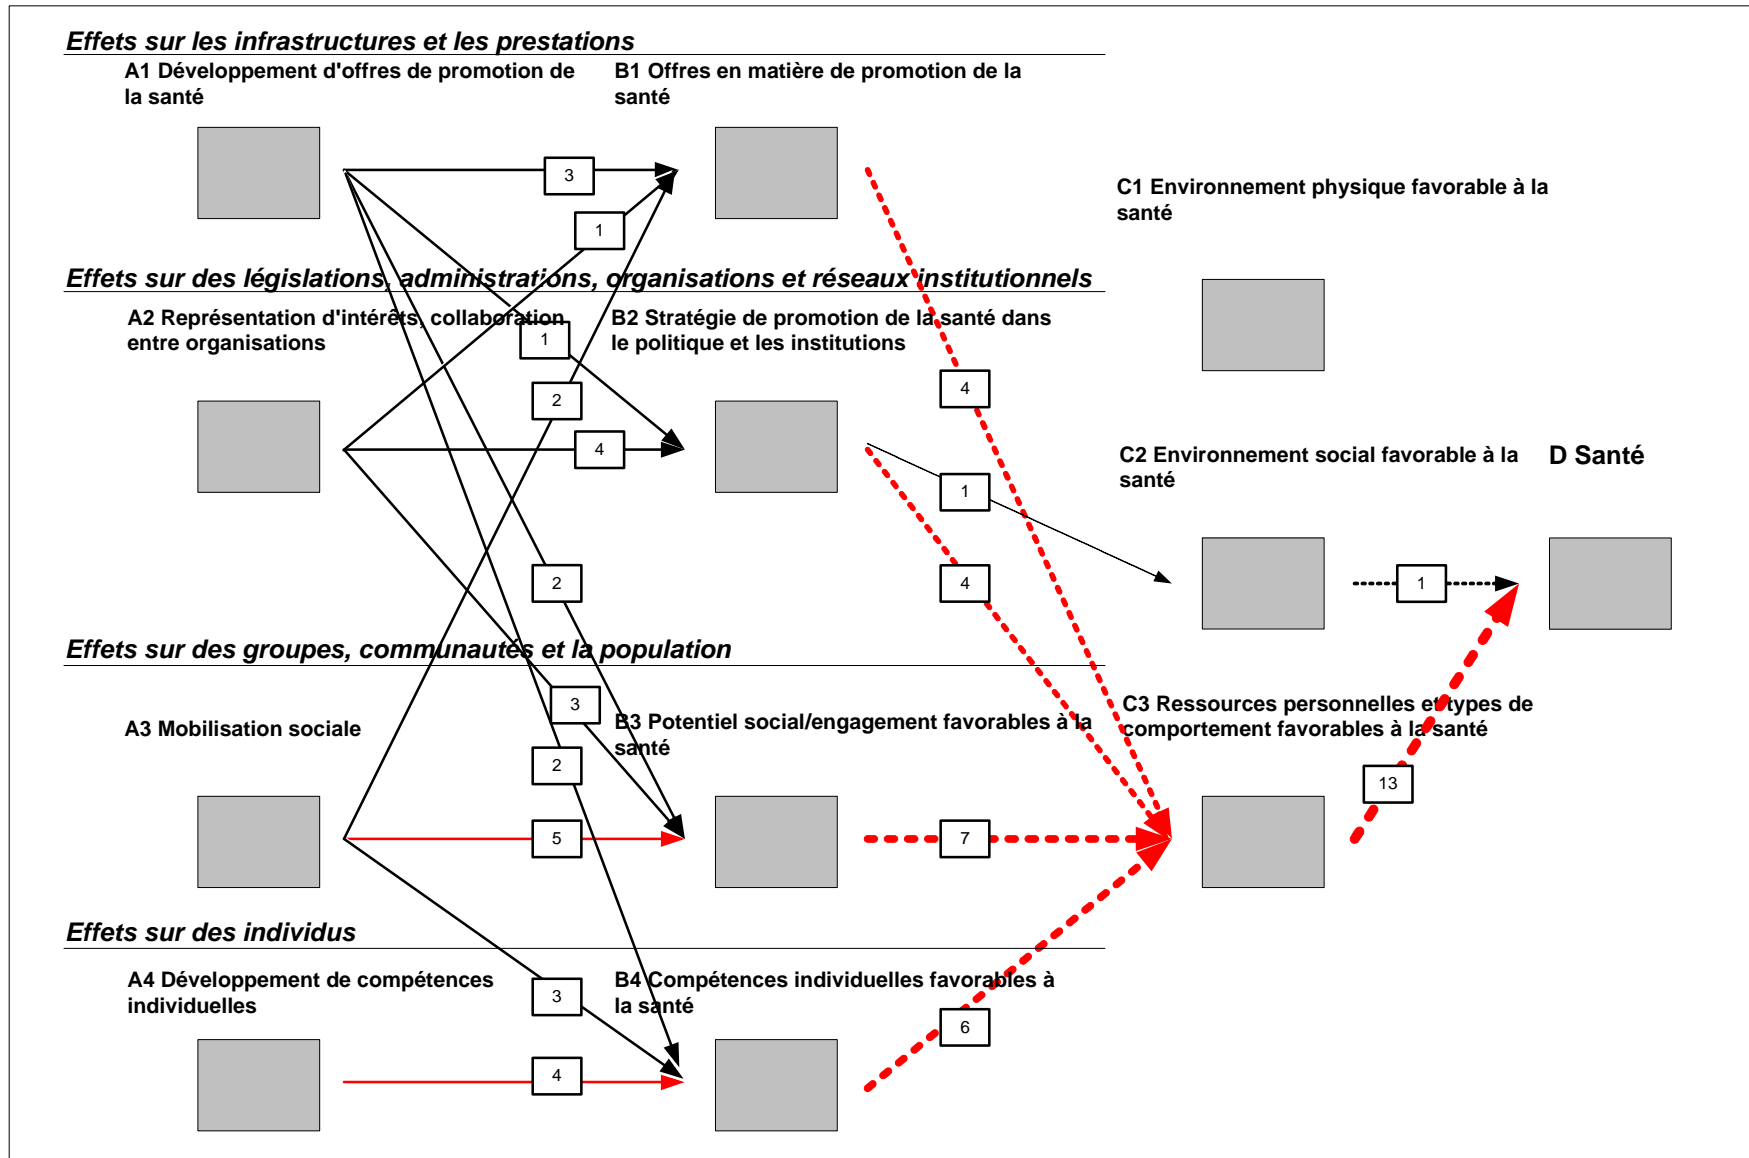 Effets sur les infrastructures et les prestations
A1 Développement d'offres de promotion de
la santé
B1 Offres en matière de promotion de la
santé
3
1
C1 Environnement physique favorable à la
santé
Effets sur des législations, administrations, organisations et réseaux institutionnels
A2 Représentation d'intérêts, collaboration
entre organisations
B2 Stratégie de promotion de la santé dans
le politique et les institutions
1
2
4
4
C2 Environnement social favorable à la
santé
D Santé
1
2
4
1
Effets sur des groupes, communautés et la population
A3 Mobilisation sociale
3
B3 Potentiel social/engagement favorables à la
santé
C3 Ressources personnelles et types de
comportement favorables à la santé
2
13
5
7
Effets sur des individus
A4 Développement de compétences
individuelles
B4 Compétences individuelles favorables à
la santé
3
6
4